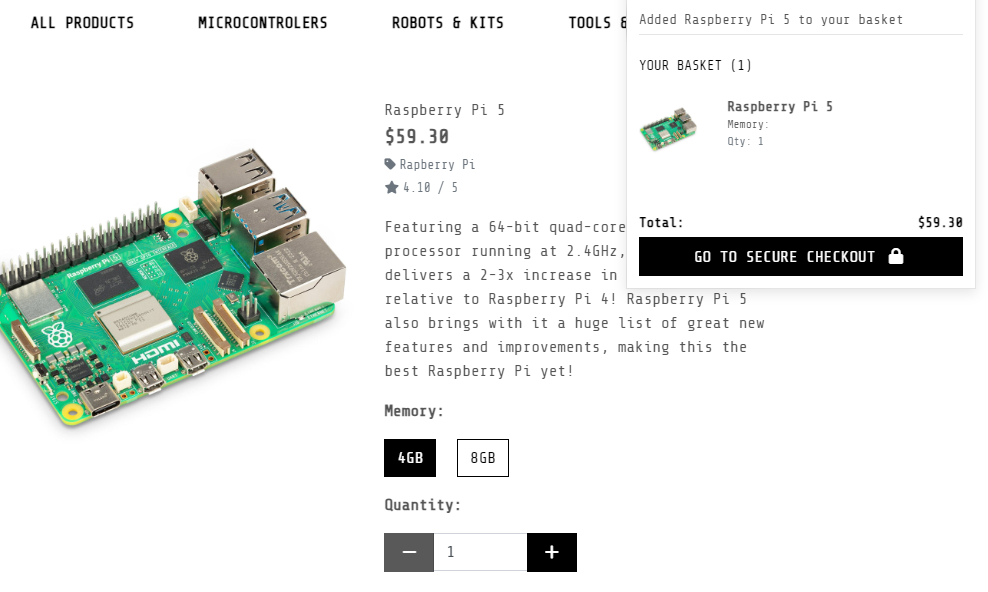 ALL PRODUCTS
MICROCONTROLERS
ROBOTS & KITS
TOOLS &
Added Raspberry Pi 5 to your basket
YOUR BASKET (1)
Raspberry Pi 5
Memory:
Qty: 1
Total:
$59.30
GO TO SECURE CHECKOUT
Raspberry Pi 5
$59.30
Rapberry Pi
4.10 / 5
Featuring a 64-bit quad-core
processor running at 2.4GHz,
delivers a 2-3x increase in
relative to Raspberry Pi 4! Raspberry Pi 5
also brings with it a huge list of great new
features and improvements, making this the
best Raspberry Pi yet!
Memory:
4GB
8GB
Quantity:
1
Raspberry Pi 5
HDMI